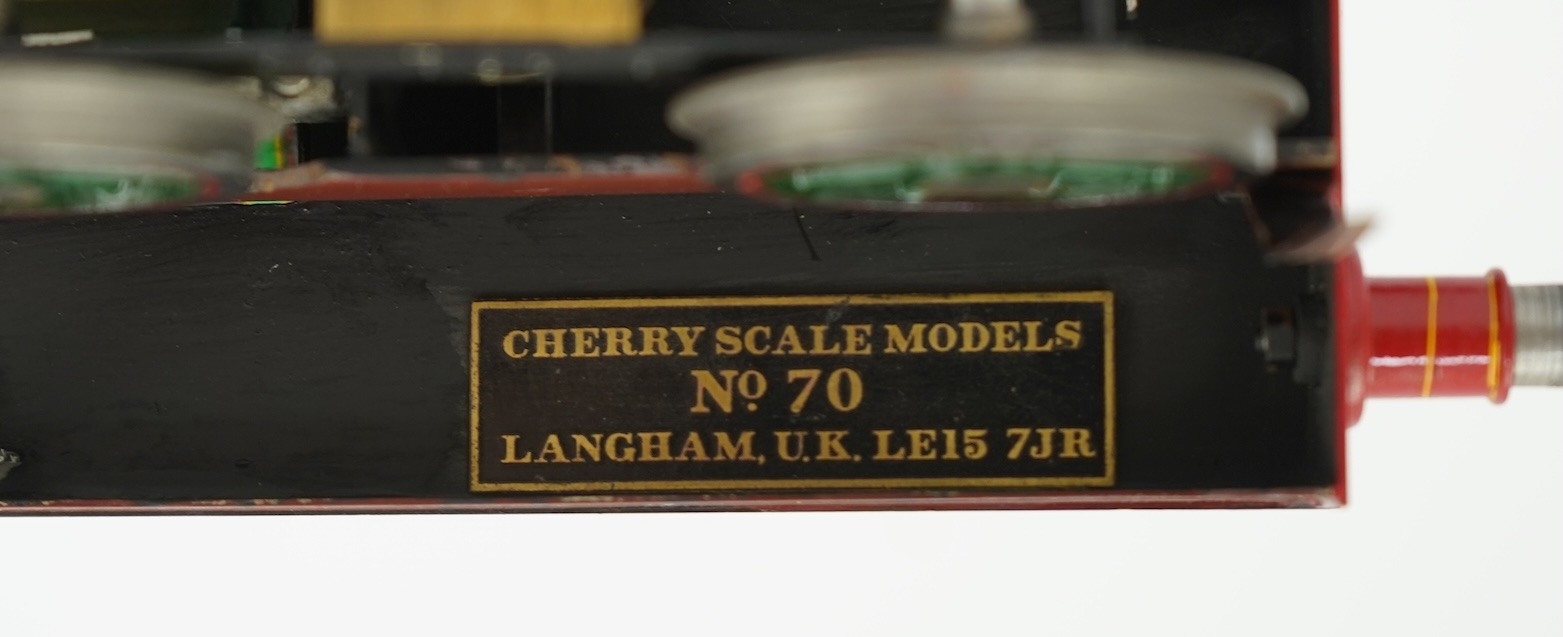 CHERRY SCALE MODELS
Nº 70
LANGHAM, U.K. LE15 7JR